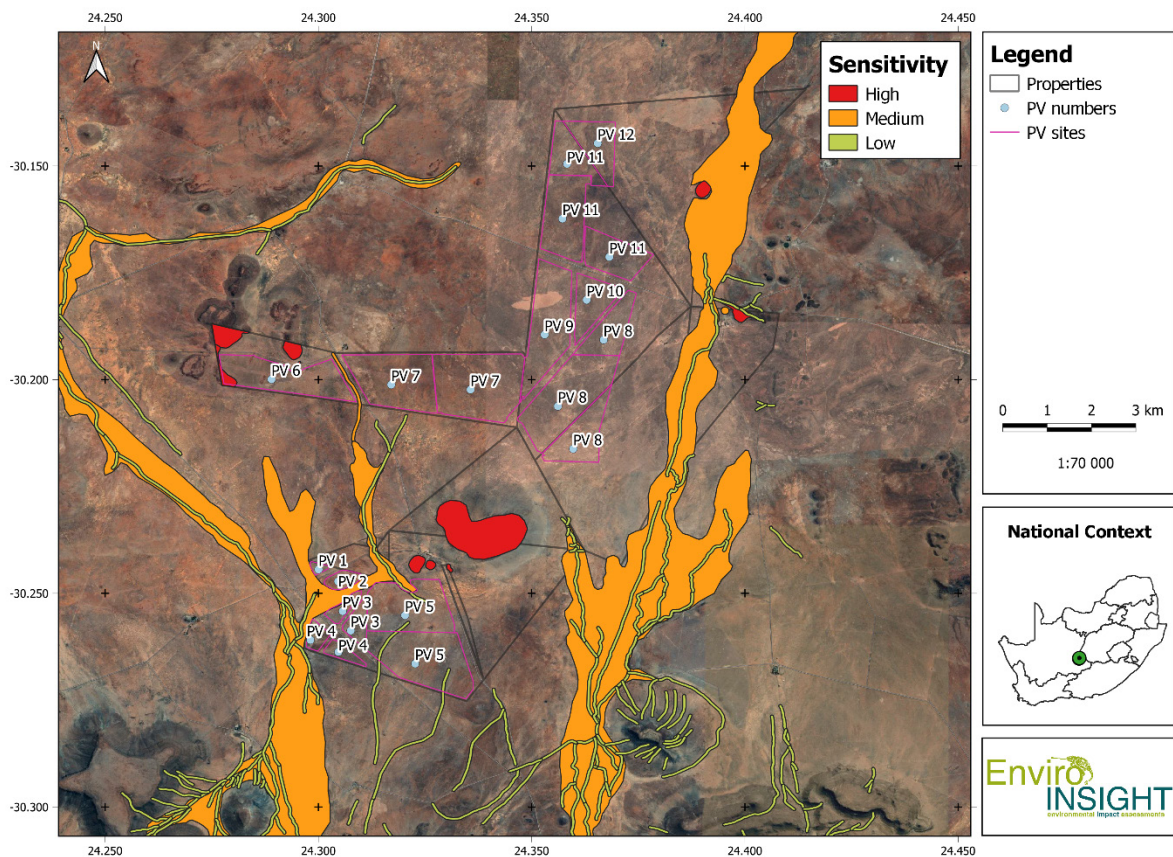 24.250 24.300 24.350 24.400 24.450
N
Sensitivity
High
Medium
Low
-30.150
-30.200
-30.250
-30.300
PV 12
PV 11
PV 11
PV 11
PV 10
PV 9
PV 8
PV 6
PV 7
PV 7
PV 8
PV 8
PV 1
PV 2
PV 3
PV 5
PV 3
PV 4
PV 4
PV 5
24.250 24.300 24.350 24.400 24.450
Legend
Properties
PV numbers
PV sites
0 1 2 3 km
1:70 000
National Context
Enviro
INSIGHT
environmental impact assessments